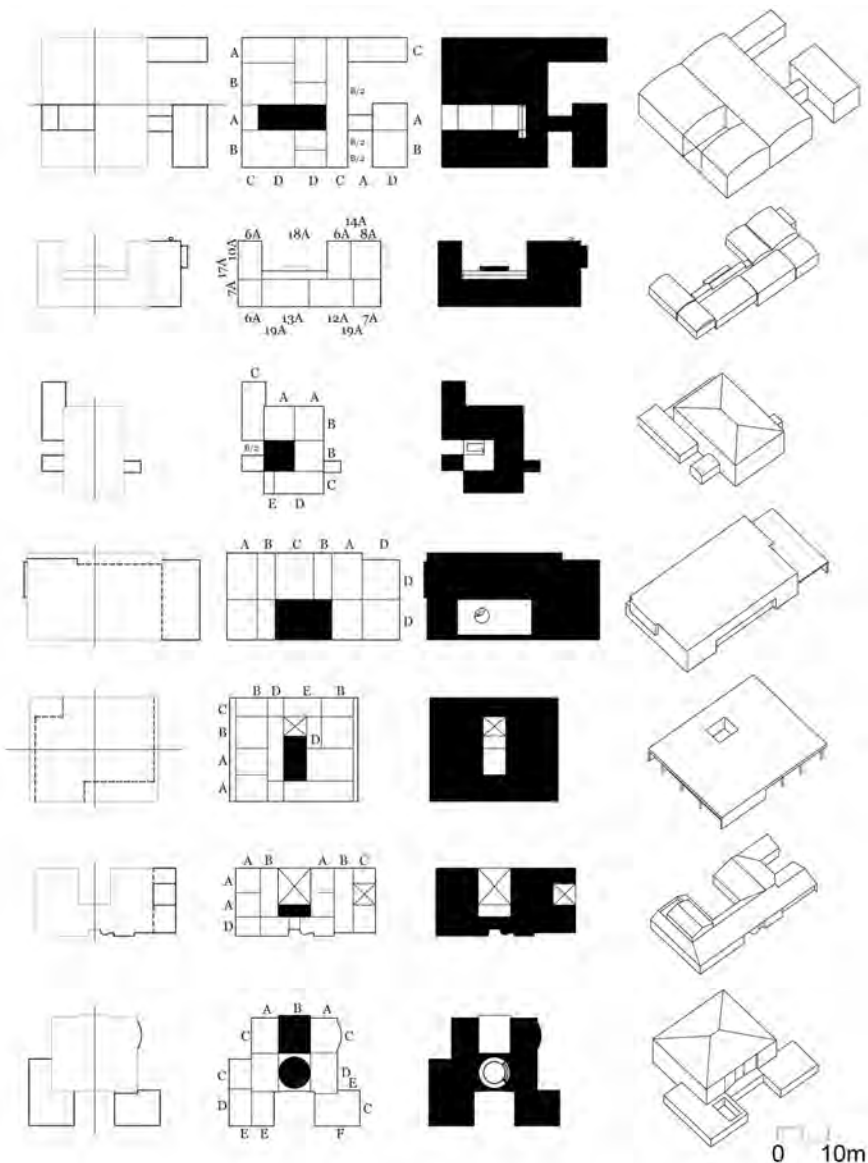 A
C
B
B/2
A
A
B
B/2
B
B/2
C D D C A D
14A
6A 18A 6A 8A
10A
17A
7A
6A 13A 12A 7A
19A 19A
C
A A
B
B/2
B
C
E D
A B C B A D
D
D
B D E B
C
B
D
A
A
A B A B C
A
A
D
A B A
C
C
C
D
E
D
C
E E F
0 10m